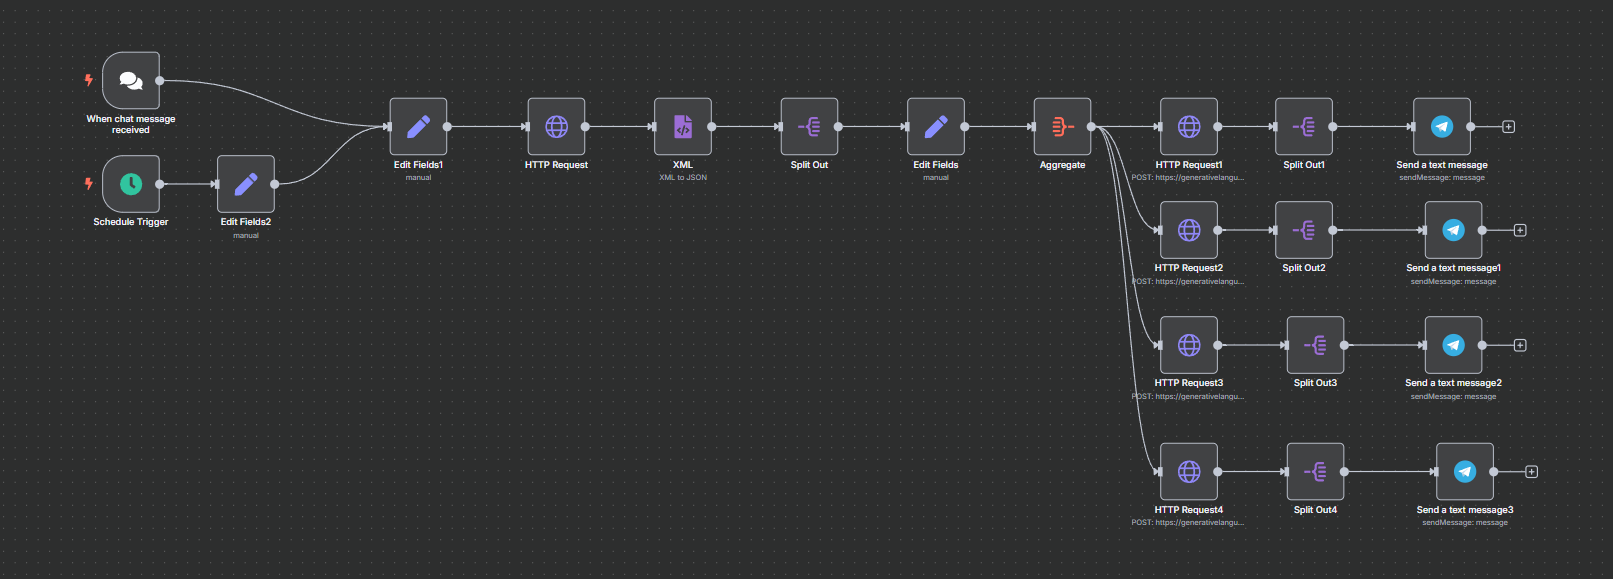 When chat message
received
Schedule Trigger
Edit Fields2
manual
Edit Fields1
manual
HTTP Request
XML
XML to JSON
Split Out
Edit Fields
manual
Aggregate
HTTP Request1
POST: https://generativelangu...
Split Out1
Send a text message
sendMessage: message
HTTP Request2
POST: https://generativelangu...
Split Out2
Send a text message1
sendMessage: message
HTTP Request3
POST: https://generativelangu...
Split Out3
Send a text message2
sendMessage: message
HTTP Request4
POST: https://generativelangu...
Split Out4
Send a text message3
sendMessage: message